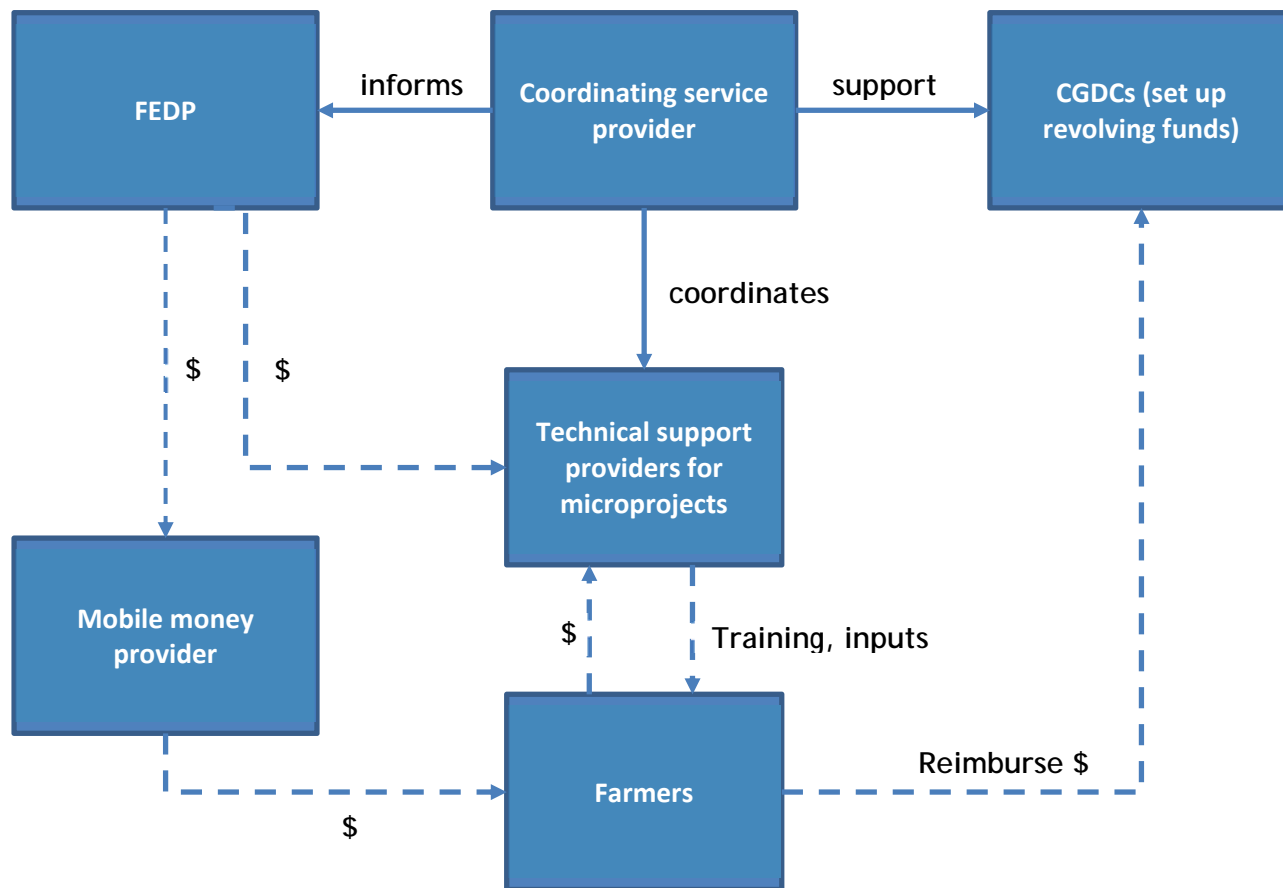 FEDP
informs
Coordinating service
provider
support
CGDCs (set up
revolving funds)
coordinates
$
$
Technical support
providers for
microprojects
Mobile money
provider
$
Training, inputs
Farmers
Reimburse $
$